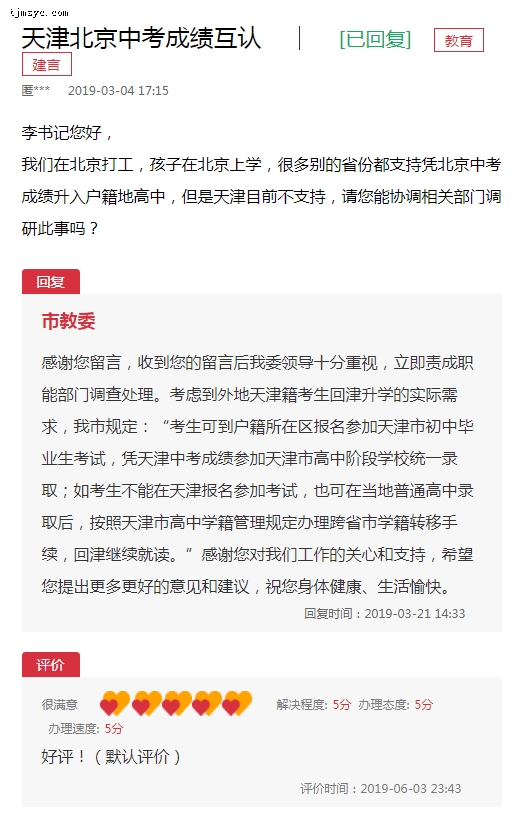 tjmsyz.com
天津北京中考成绩互认 [已回复] 教育
建言
匿*** 2019-03-04 17:15
李书记您好，
我们在北京打工，孩子在北京上学，很多别的省份都支持凭北京中考
成绩升入户籍地高中，但是天津目前不支持，请您能协调相关部门调
研此事吗？
回复
市教委
感谢您留言，收到您的留言后我委领导十分重视，立即责成职
能部门调查处理。考虑到外地天津籍考生回津升学的实际需
求，我市规定：“考生可到户籍所在区报名参加天津市初中毕
业生考试，凭天津中考成绩参加天津市高中阶段学校统一录
取；如考生不能在天津报名参加考试，也可在当地普通高中录
取后，按照天津市高中学籍管理规定办理跨省市学籍转移手
续，回津继续就读。”感谢您对我们工作的关心和支持，希望
您提出更多更好的意见和建议，祝您身体健康、生活愉快。
回复时间：2019-03-21 14:33
评价
很满意 解决程度: 5分 办理态度: 5分
办理速度: 5分
好评！（默认评价）
评价时间：2019-06-03 23:43